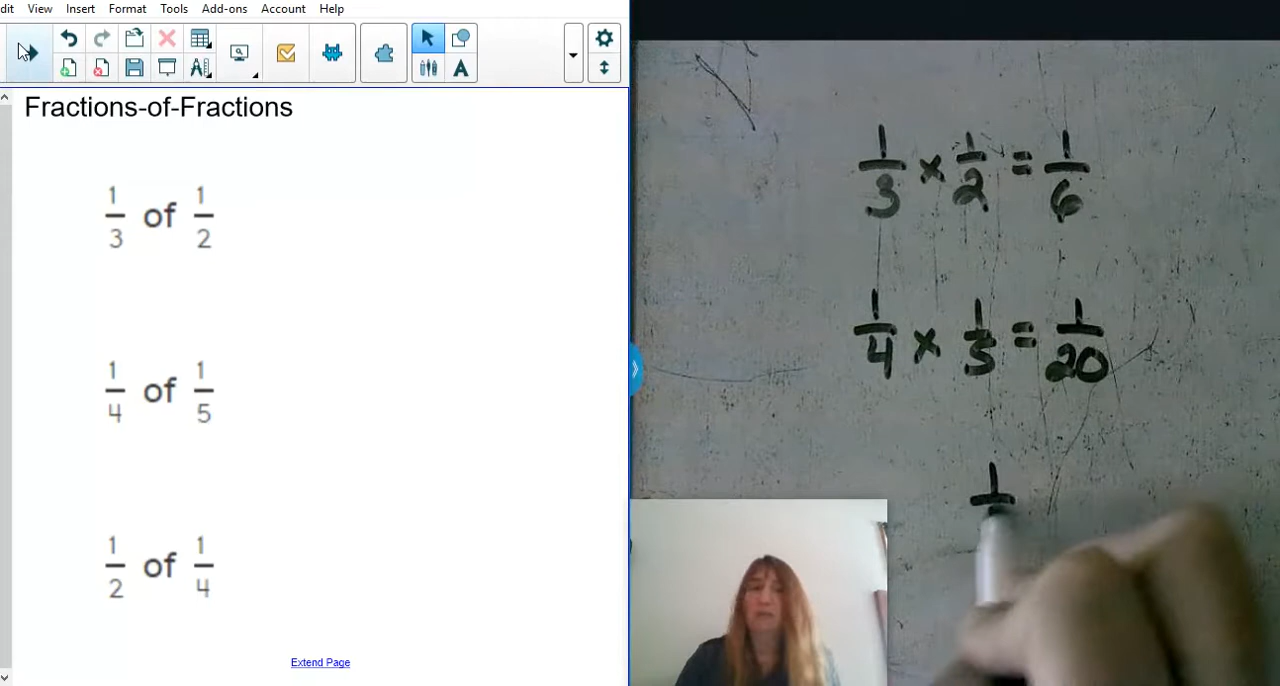 dit View Insert Format Tools Add-ons Account Help
Fractions-of-Fractions
1/3 of 1/2
1/4 of 1/5
1/2 of 1/4
Extend Page
1/3 × 1/2 = 1/6
1/4 × 1/5 = 1/20
1